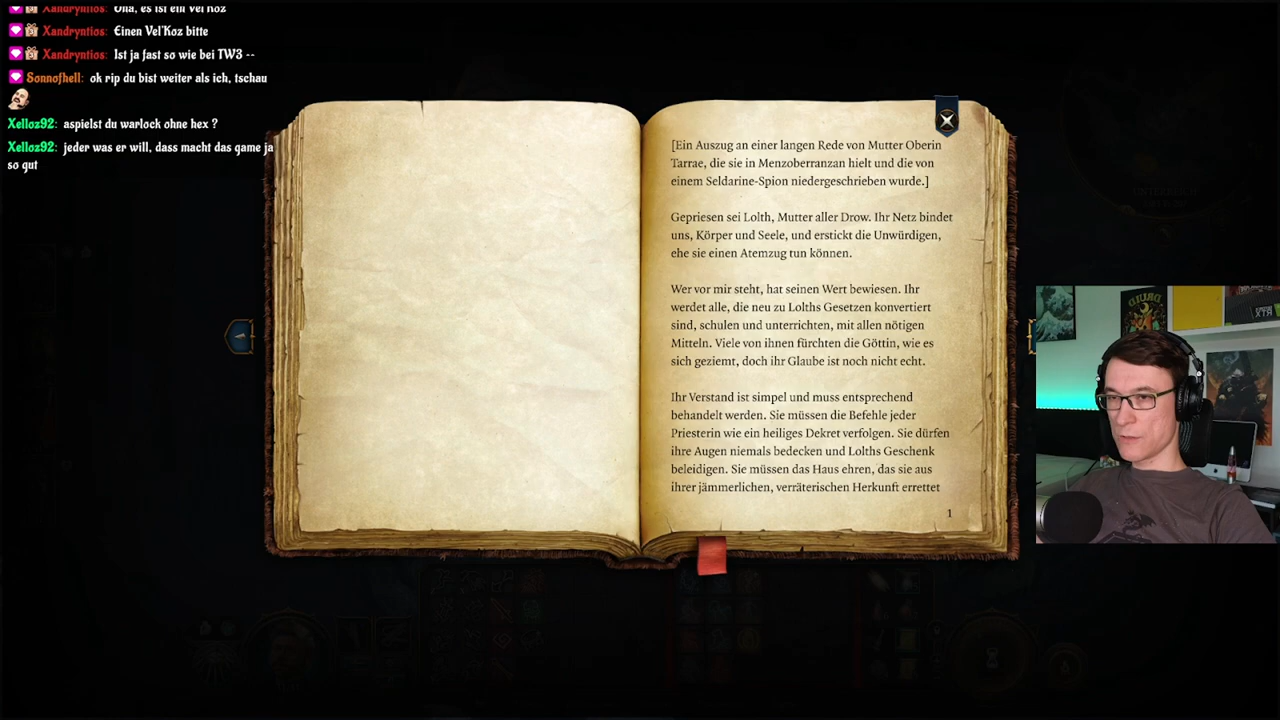 Xandryntios: Oha, es ist ein Vel'Koz
Xandryntios: Einen Vel'Koz bitte
Xandryntios: Ist ja fast so wie bei TW3 --
Sonnofhell: ok rip du bist weiter als ich, tschau
Xelloz92: aspielst du warlock ohne hex ?
Xelloz92: jeder was er will, dass macht das game ja
so gut
[Ein Auszug an einer langen Rede von Mutter Oberin
Tarrae, die sie in Menzoberranzan hielt und die von
einem Seldarine-Spion niedergeschrieben wurde.]
Gepriesen sei Lolth, Mutter aller Drow. Ihr Netz bindet
uns, Körper und Seele, und erstickt die Unwürdigen,
ehe sie einen Atemzug tun können.
Wer vor mir steht, hat seinen Wert bewiesen. Ihr
werdet alle, die neu zu Lolths Gesetzen konvertiert
sind, schulen und unterrichten, mit allen nötigen
Mitteln. Viele von ihnen fürchten die Göttin, wie es
sich geziemt, doch ihr Glaube ist noch nicht echt.
Ihr Verstand ist simpel und muss entsprechend
behandelt werden. Sie müssen die Befehle jeder
Priesterin wie ein heiliges Dekret verfolgen. Sie dürfen
ihre Augen niemals bedecken und Lolths Geschenk
beleidigen. Sie müssen das Haus ehren, das sie aus
ihrer jämmerlichen, verräterischen Herkunft errettet
1